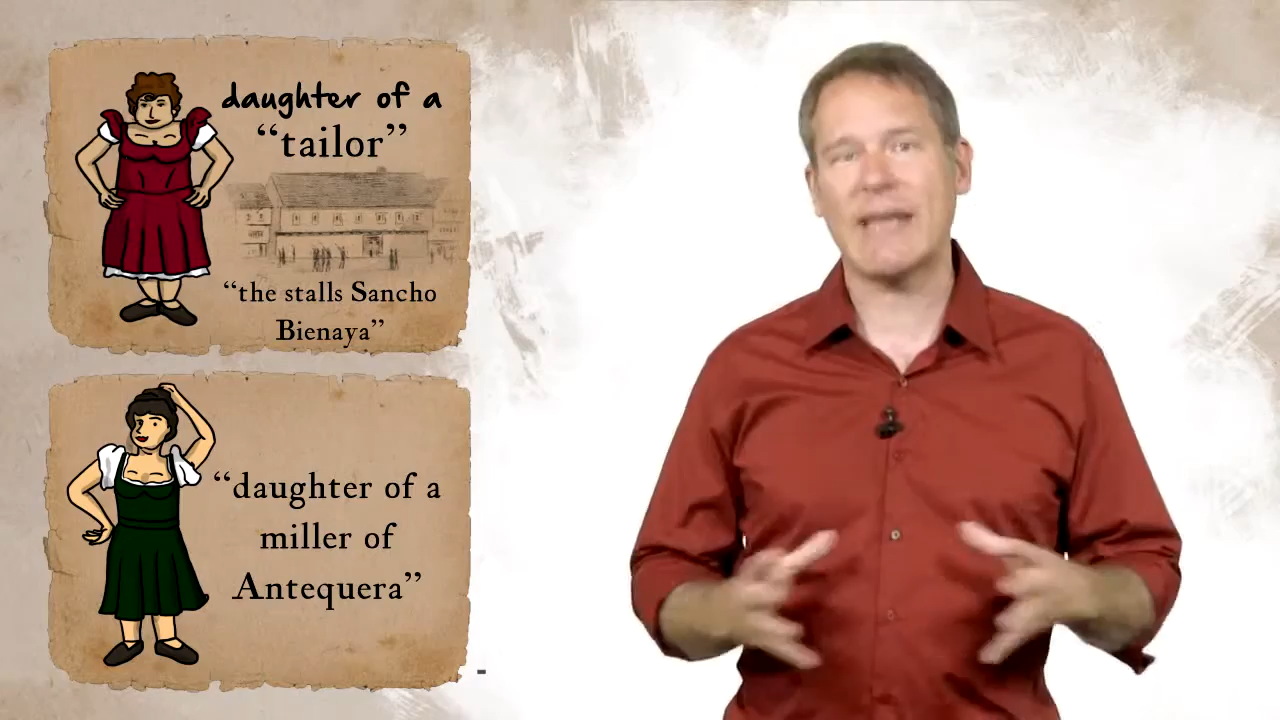 daughter of a
“tailor”
“the stalls Sancho
Bienaya”
“daughter of a
miller of
Antequera”